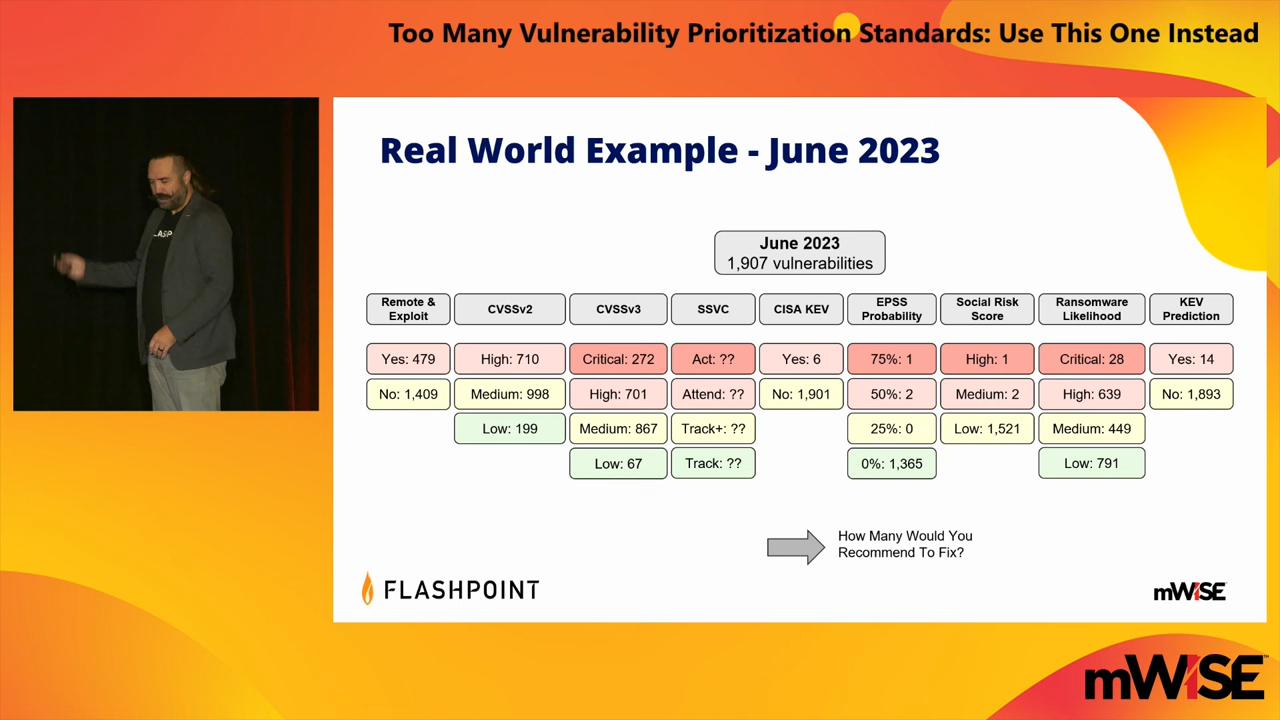 Too Many Vulnerability Prioritization Standards: Use This One Instead
Real World Example - June 2023
June 2023
1,907 vulnerabilities
Remote &
Exploit
CVSSv2
CVSSv3
SSVC
CISA KEV
EPSS
Probability
Social Risk
Score
Ransomware
Likelihood
KEV
Prediction
Yes: 479
High: 710
Critical: 272
Act: ??
Yes: 6
75%: 1
High: 1
Critical: 28
Yes: 14
No: 1,409
Medium: 998
High: 701
Attend: ??
No: 1,901
50%: 2
Medium: 2
High: 639
No: 1,893
Low: 199
Medium: 867
Track+: ??
25%: 0
Low: 1,521
Medium: 449
Low: 67
Track: ??
0%: 1,365
Low: 791
How Many Would You
Recommend To Fix?
FLASHPOINT
mWISE
mWISE™